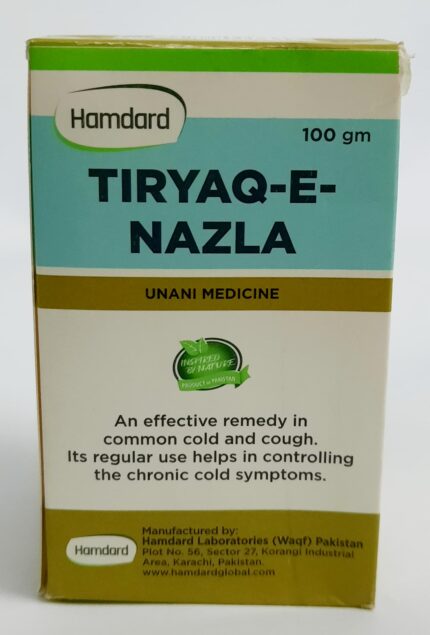 Hamdard
100 gm
TIRYAQ-E-
NAZLA
UNANI MEDICINE
INSPIRED
BY NATURE
PRODUCT OF PAKISTAN
An effective remedy in
common cold and cough.
Its regular use helps in controlling
the chronic cold symptoms.
Hamdard
Manufactured by:
Hamdard Laboratories (Waqf) Pakistan
Plot No. 56, Sector 27, Korangi Industrial
Area, Karachi, Pakistan.
www.hamdardglobal.com